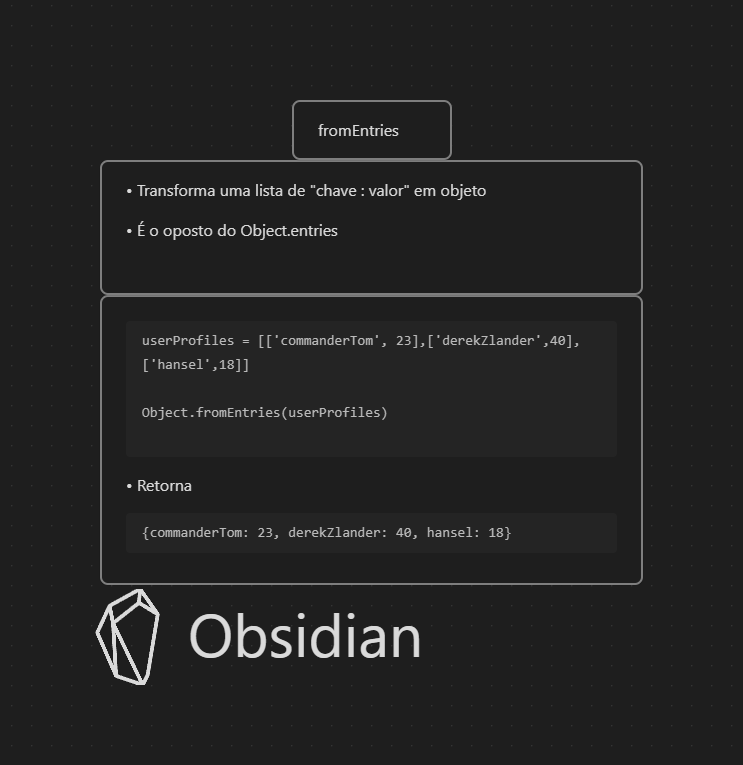 fromEntries
• Transforma uma lista de "chave : valor" em objeto
• É o oposto do Object.entries
userProfiles = [['commanderTom', 23],['derekZlander',40],
['hansel',18]]
Object.fromEntries(userProfiles)
• Retorna
{commanderTom: 23, derekZlander: 40, hansel: 18}
Obsidian